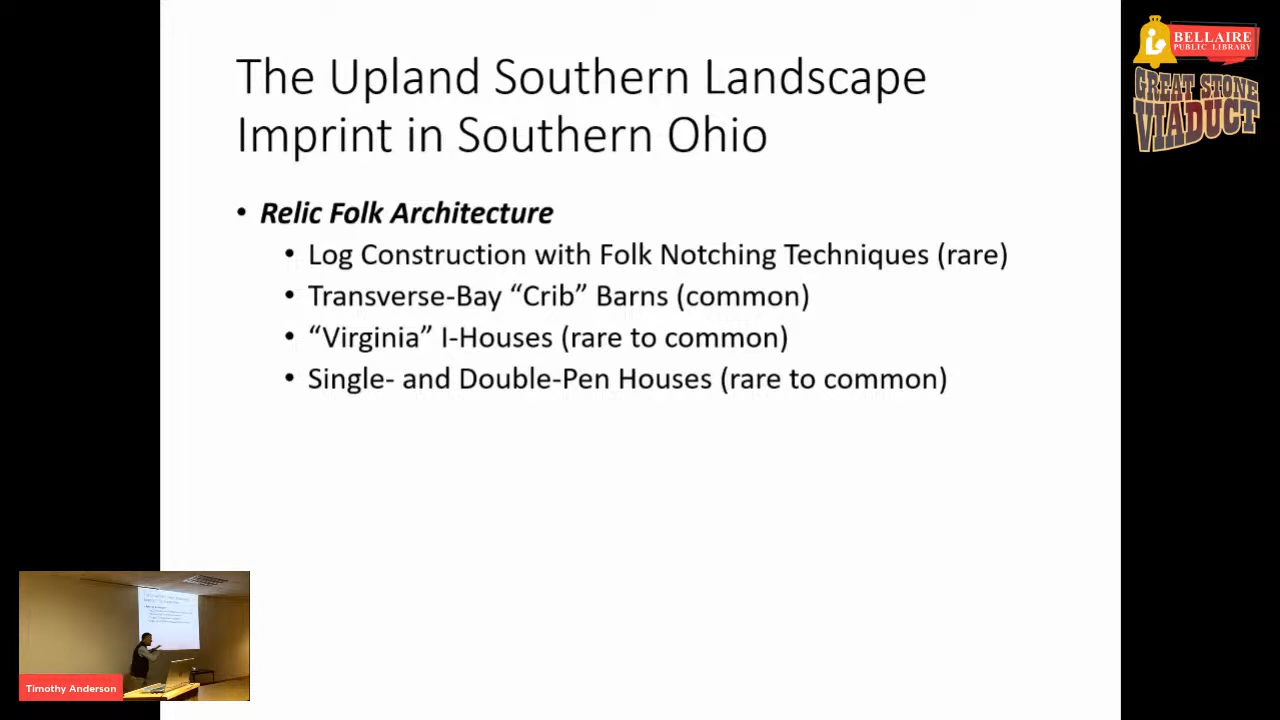 The Upland Southern Landscape
Imprint in Southern Ohio
• Relic Folk Architecture
• Log Construction with Folk Notching Techniques (rare)
• Transverse-Bay “Crib” Barns (common)
• “Virginia” I-Houses (rare to common)
• Single- and Double-Pen Houses (rare to common)
BELLAIRE
PUBLIC LIBRARY
GREAT STONE
VIADUCT
Timothy Anderson